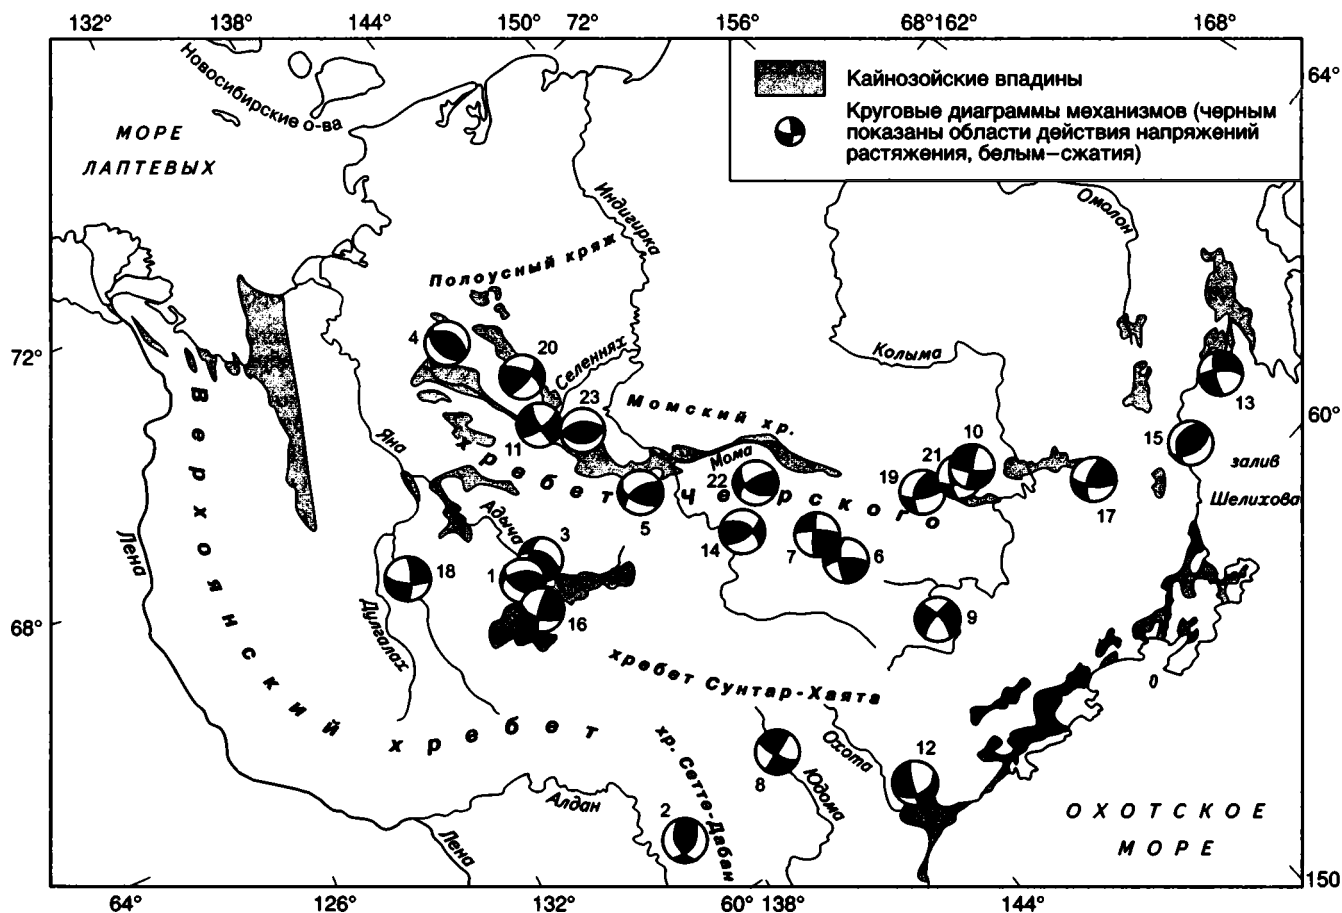 132° 138° 144° 150° 72° 156° 68° 162° 168°
64°
Кайнозойские впадины
Круговые диаграммы механизмов (черным
показаны области действия напряжений
растяжения, белым—сжатия)
Новосибирские о-ва
МОРЕ
ЛАПТЕВЫХ
Индигирка
Омолон
Полоусный кряж
4
20
Селеннях
Колыма
72°
23
11
Момский хр.
13
60°
15
залив
Шелихова
Яна
Мома
10
21
19
22
17
хребет Черского
5
14
7
6
Адыча
3
1
16
18
9
Лена
Верхоянский хребет
Дулгалах
68°
хребет Сунтар-Хаята
Охота
12
8
Юдома
хр. Сетте-Дабан
2
Алдан
Лена
ОХОТСКОЕ
МОРЕ
150
64° 126° 132° 60° 138° 144°